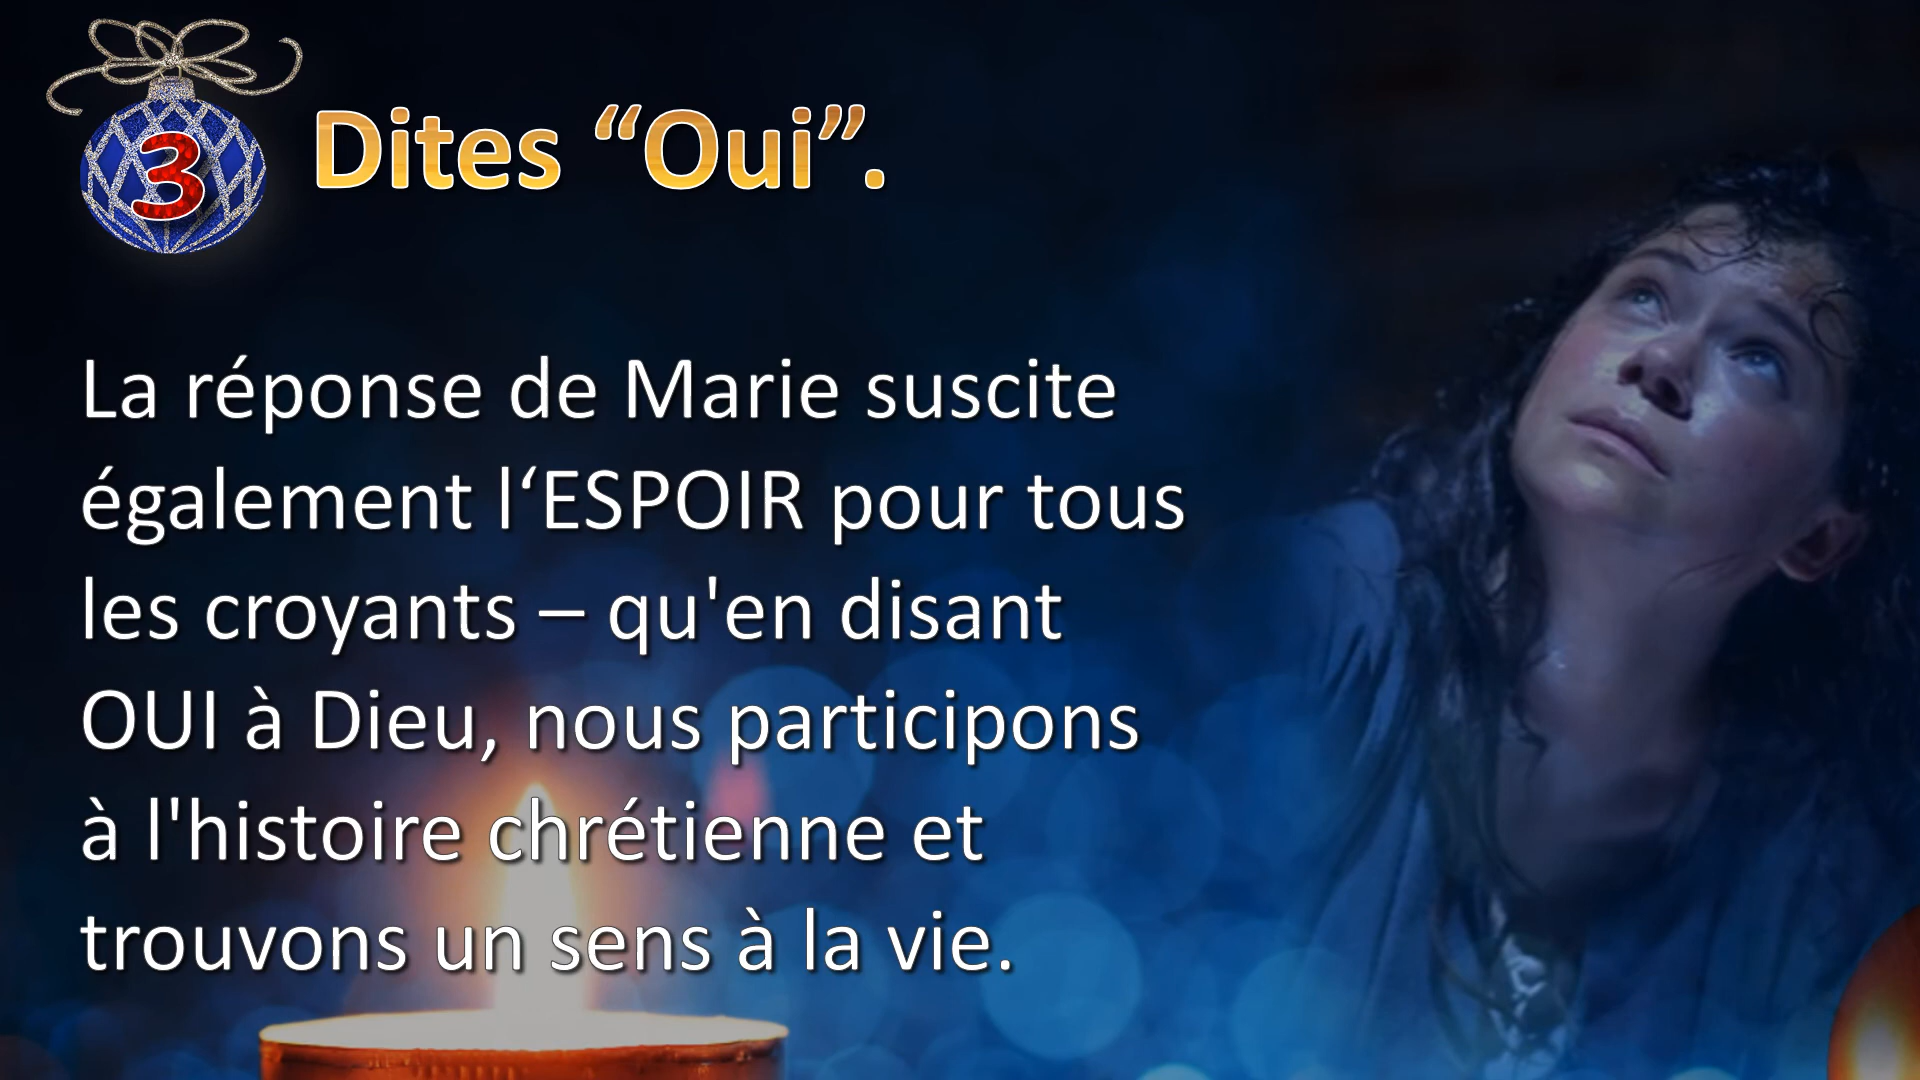 3
Dites “Oui”.
La réponse de Marie suscite
également l‘ESPOIR pour tous
les croyants – qu'en disant
OUI à Dieu, nous participons
à l'histoire chrétienne et
trouvons un sens à la vie.